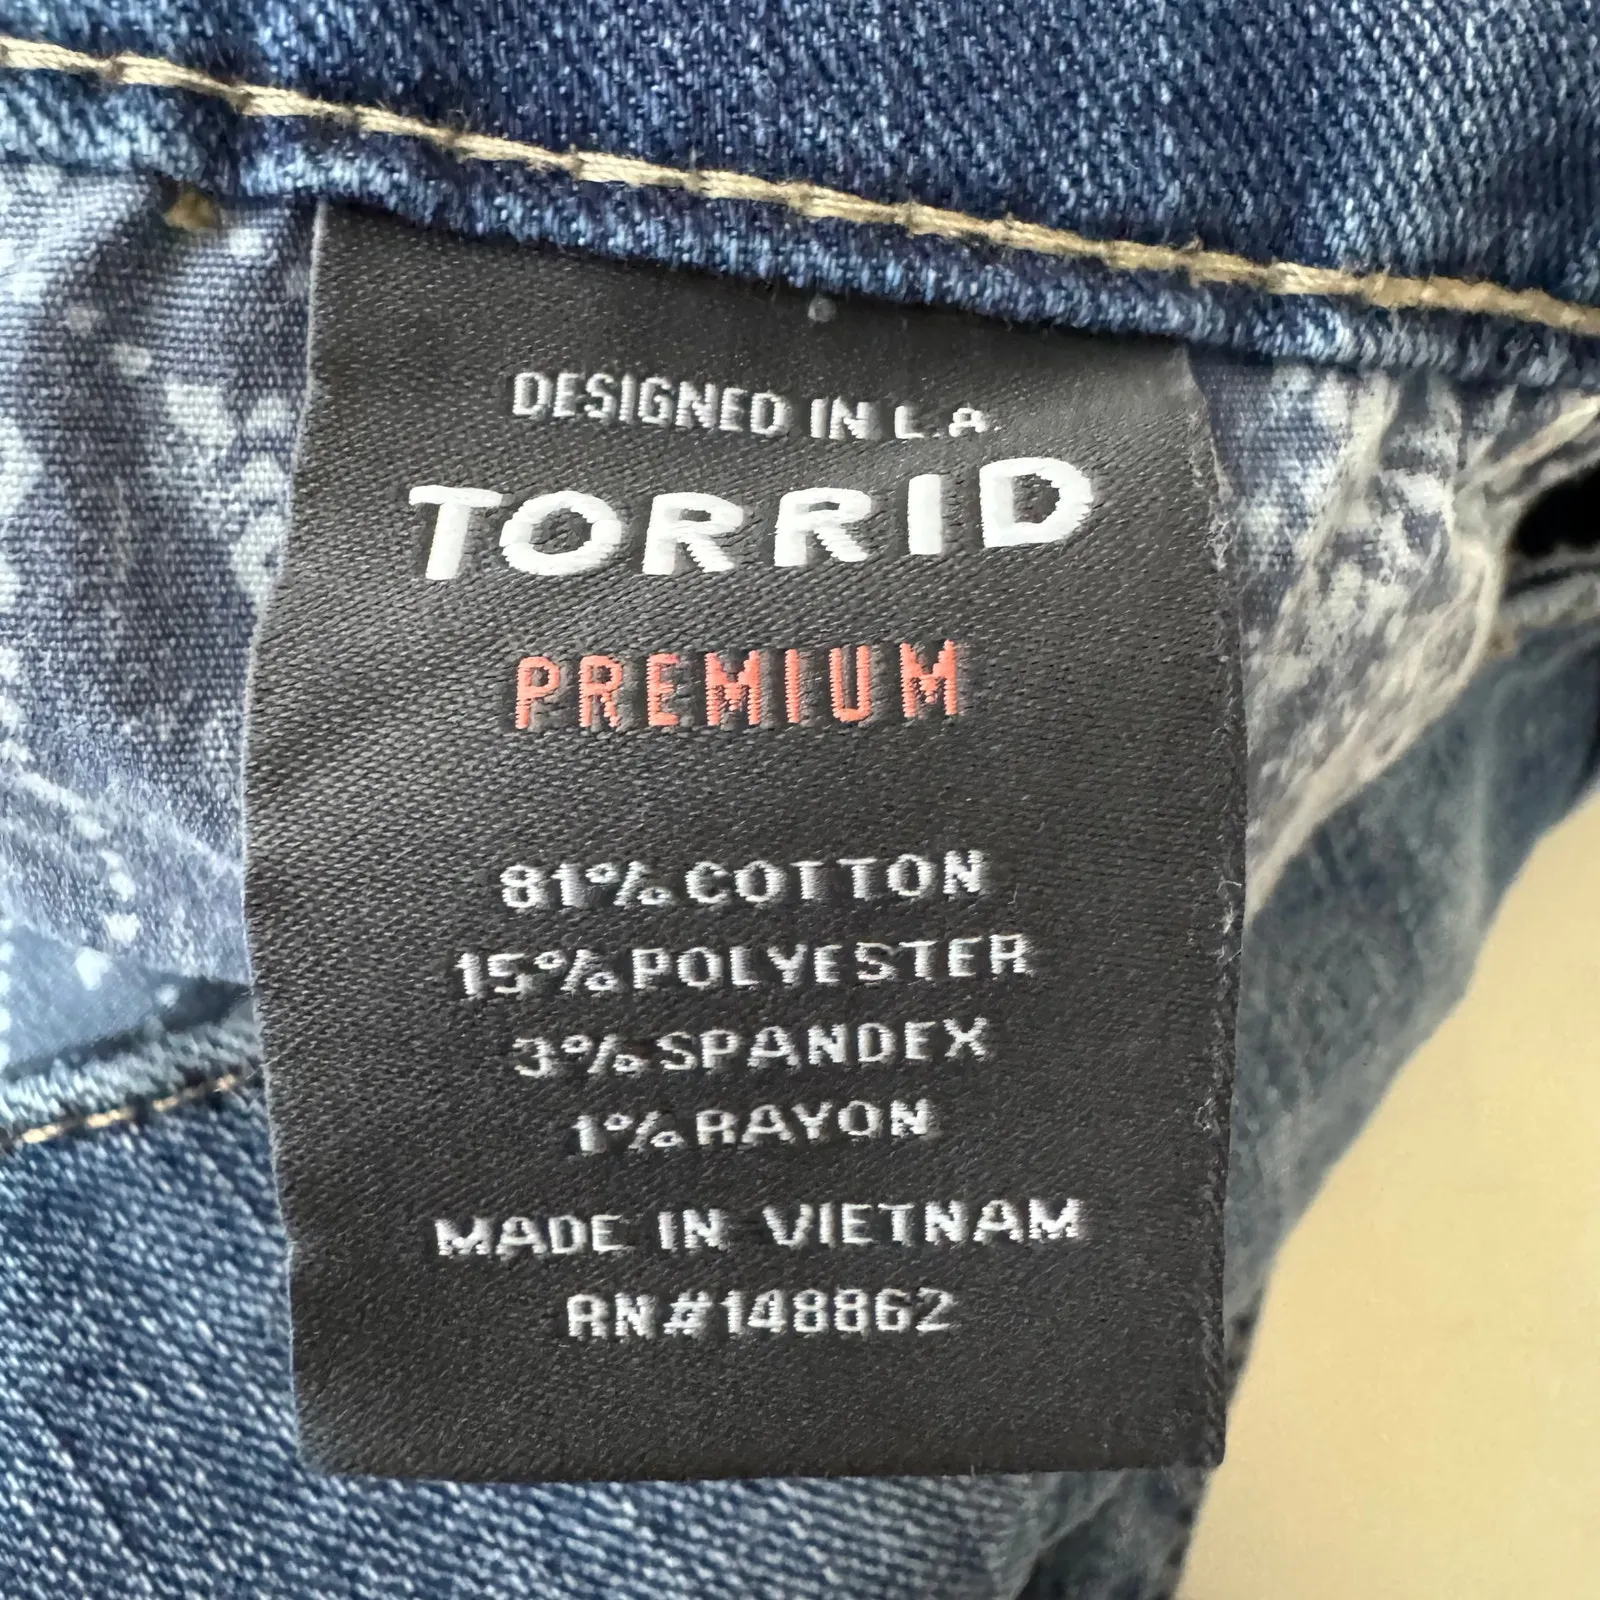 DESIGNED IN L.A.
TORRID
PREMIUM
81% COTTON
15% POLYESTER
3% SPANDEX
1% RAYON
MADE IN VIETNAM
RN#148862